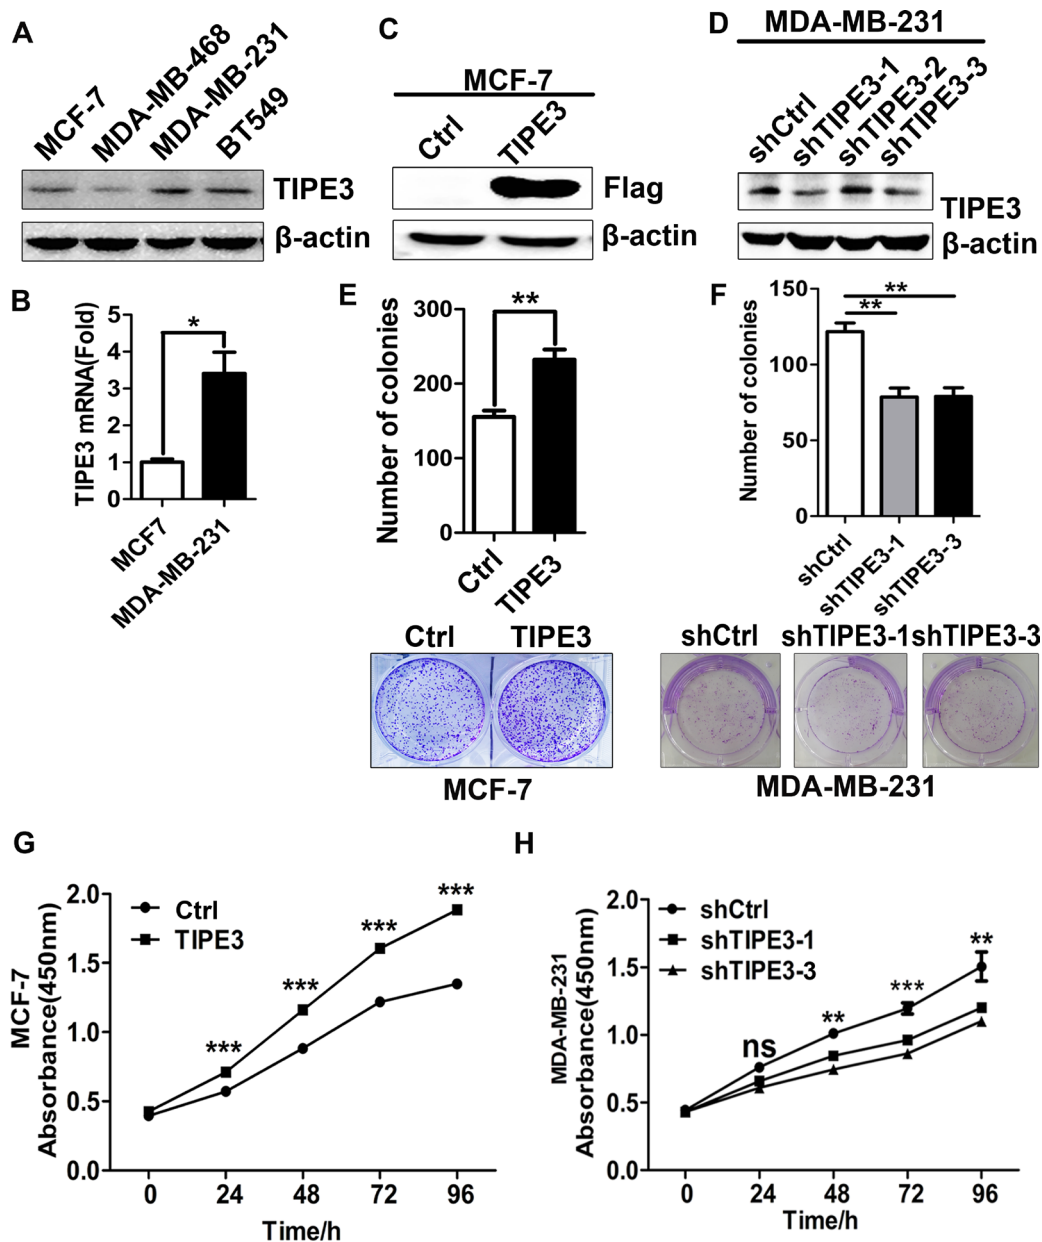 A
MCF-7
MDA-MB-468
MDA-MB-231
BT549
TIPE3
β-actin
C
MCF-7
Ctrl
TIPE3
Flag
β-actin
D
MDA-MB-231
shCtrl
shTIPE3-1
shTIPE3-2
shTIPE3-3
TIPE3
β-actin
B
TIPE3 mRNA(Fold)
5
4
3
2
1
0
*
MCF7
MDA-MB-231
E
Number of colonies
300
200
150
100
0
**
Ctrl
TIPE3
Ctrl TIPE3
MCF-7
F
Number of colonies
150
100
50
0
**
**
shCtrl
shTIPE3-1
shTIPE3-3
shCtrl shTIPE3-1 shTIPE3-3
MDA-MB-231
G
MCF-7
Absorbance(450nm)
2.0
1.5
1.0
0.5
0.0
Ctrl
TIPE3
*** *** *** ***
0 24 48 72 96
Time/h
H
MDA-MB-231
Absorbance(450nm)
2.0
1.5
1.0
0.5
0.0
shCtrl
shTIPE3-1
shTIPE3-3
ns ** *** **
0 24 48 72 96
Time/h